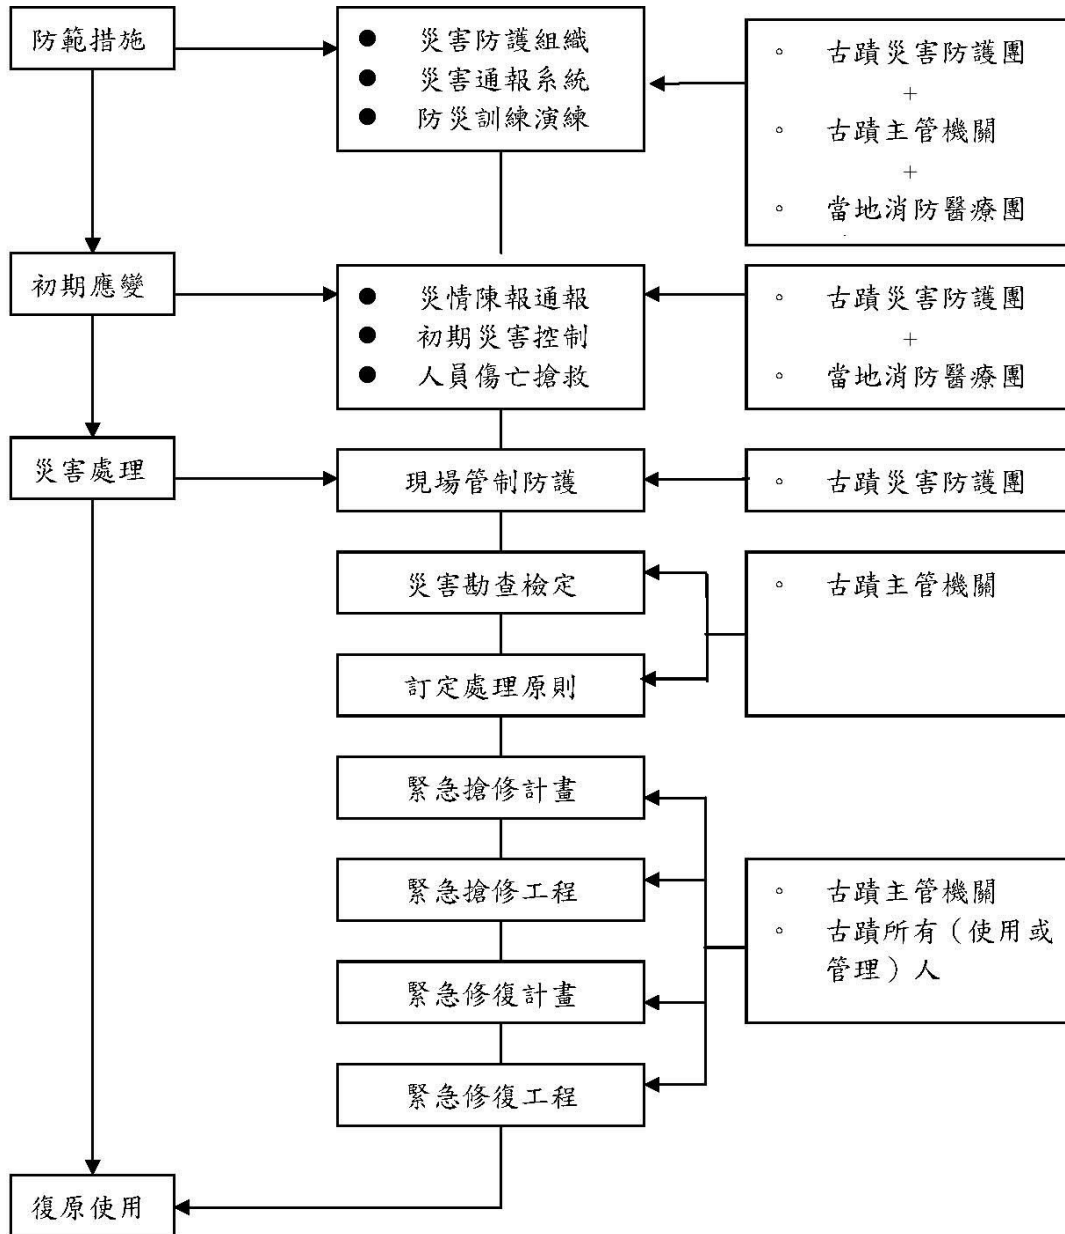 防範措施
● 災害防護組織
● 災害通報系統
● 防災訓練演練
。 古蹟災害防護團
+
。 古蹟主管機關
+
。 當地消防醫療團
初期應變
● 災情陳報通報
● 初期災害控制
● 人員傷亡搶救
。 古蹟災害防護團
+
。 當地消防醫療團
災害處理
現場管制防護
。 古蹟災害防護團
災害勘查檢定
。 古蹟主管機關
訂定處理原則
緊急搶修計畫
緊急搶修工程
。 古蹟主管機關
。 古蹟所有（使用或
管理）人
緊急修復計畫
緊急修復工程
復原使用